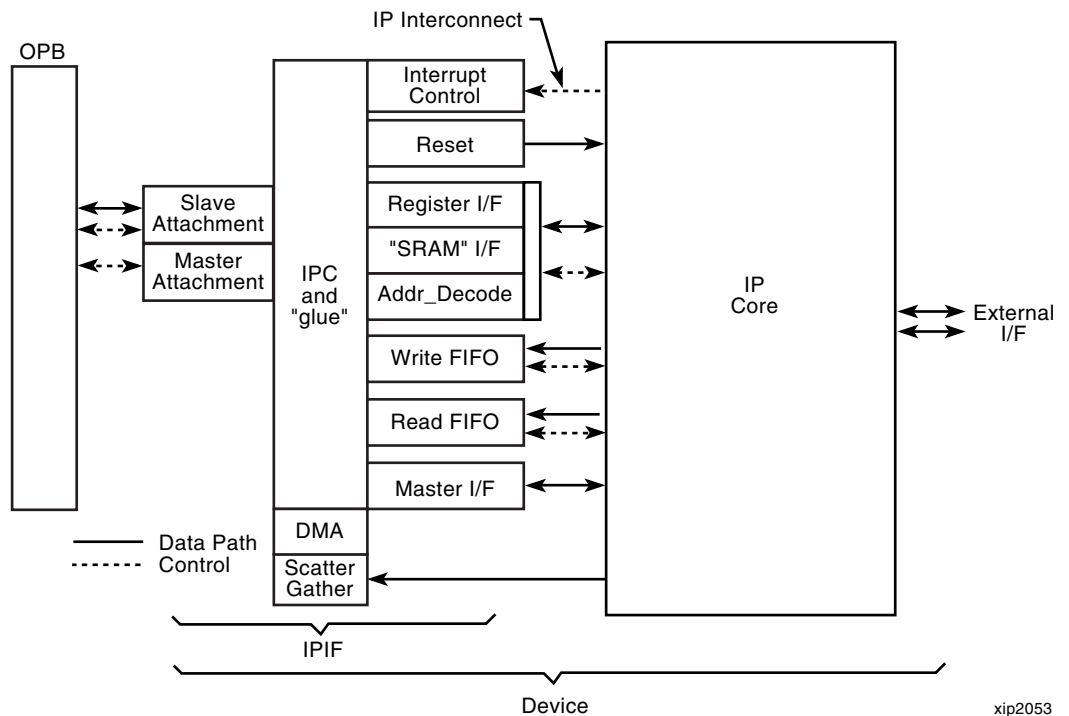 IP Interconnect
OPB
Interrupt
Control
Reset
Slave
Attachment
Master
Attachment
IPC
and
"glue"
Register I/F
"SRAM" I/F
Addr_Decode
Write FIFO
Read FIFO
Master I/F
IP
Core
External
I/F
DMA
Scatter
Gather
Data Path
Control
IPIF
Device
xip2053